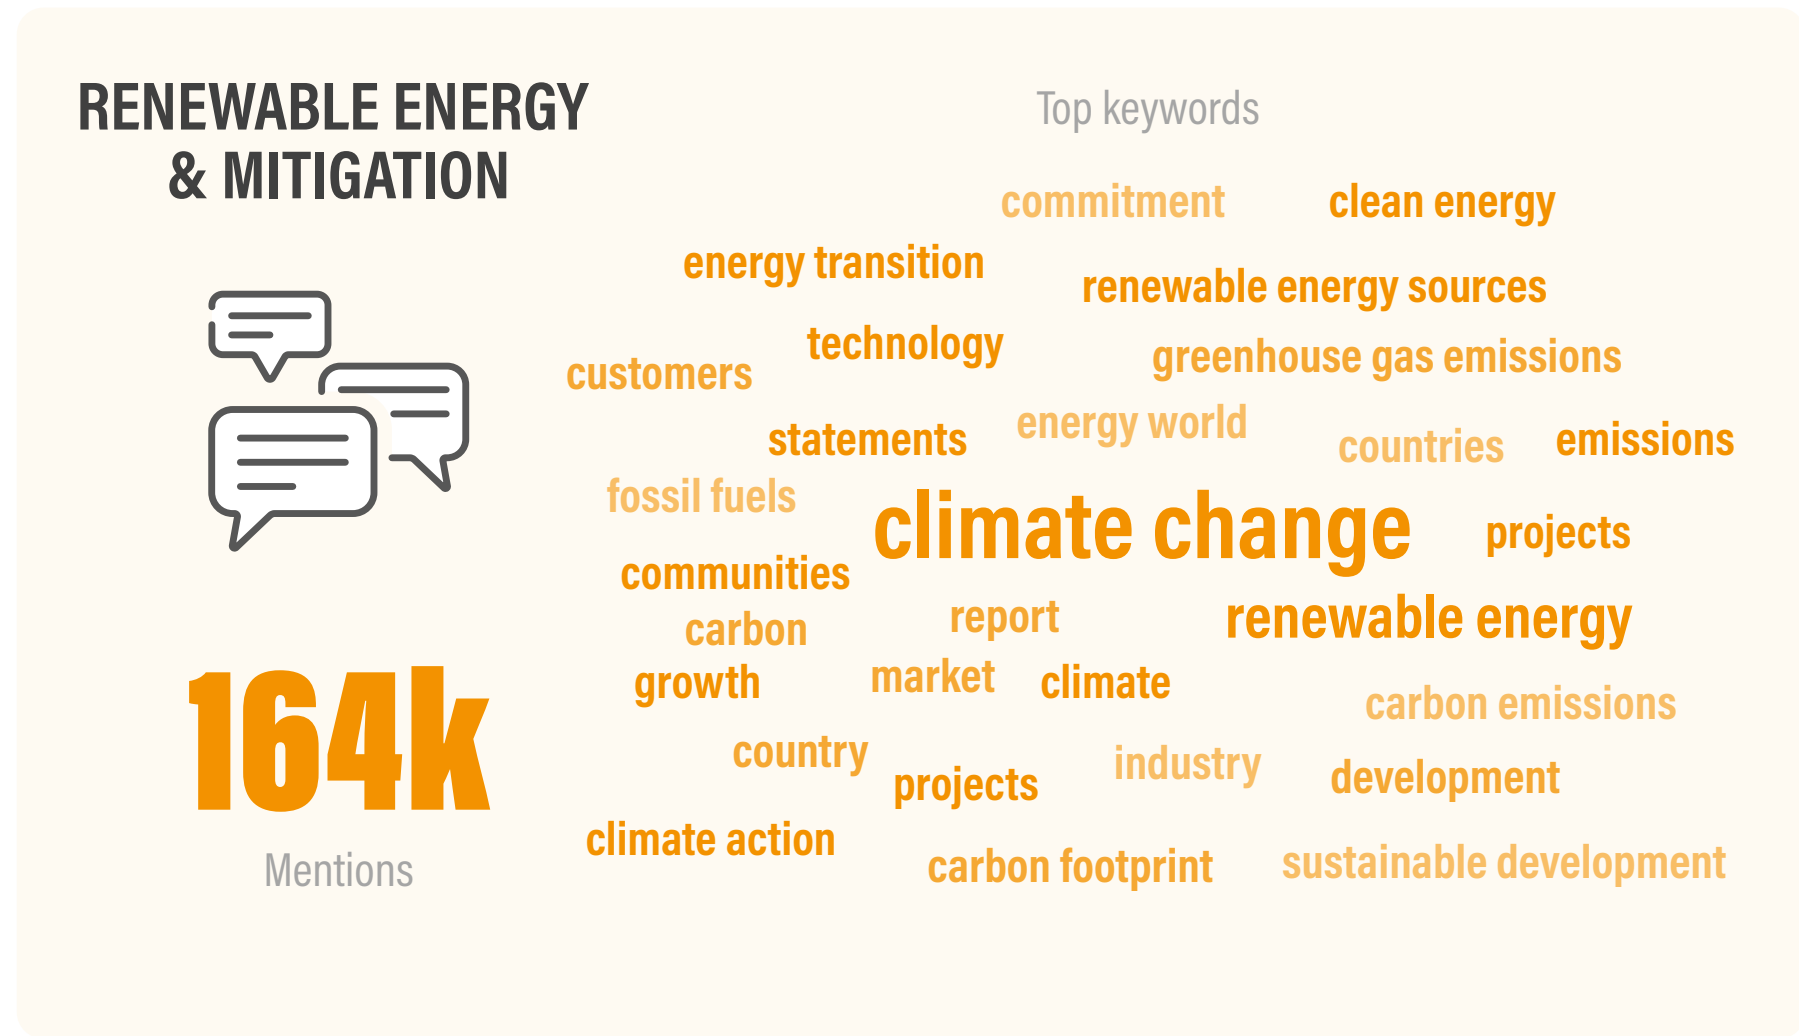 RENEWABLE ENERGY
& MITIGATION
164k
Mentions
Top keywords
commitment
clean energy
energy transition
renewable energy sources
technology
greenhouse gas emissions
customers
energy world
statements
countries
emissions
fossil fuels
climate change
projects
communities
carbon
report
renewable energy
growth
market
climate
carbon emissions
country
industry
projects
development
climate action
carbon footprint
sustainable development